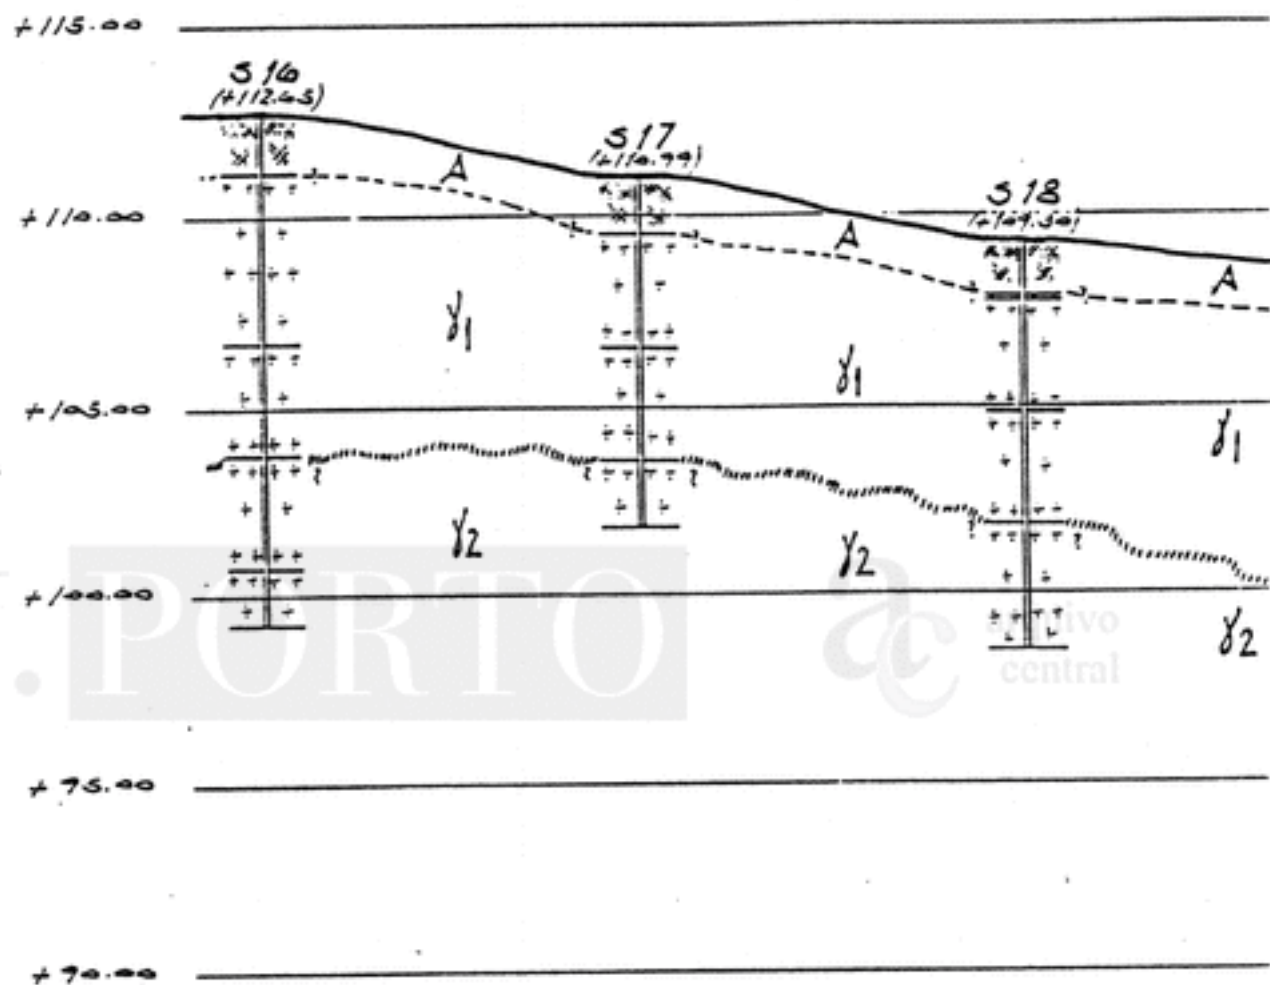 +115.00
S16
(+112.65)
S17
(+110.99)
A
S18
(+109.50)
+110.00
A
A
γ1
γ1
+105.00
γ1
?
?
?
?
?
γ2
γ2
+100.00
γ2
PORTO
ac
arquivo
central
+95.00
+90.00